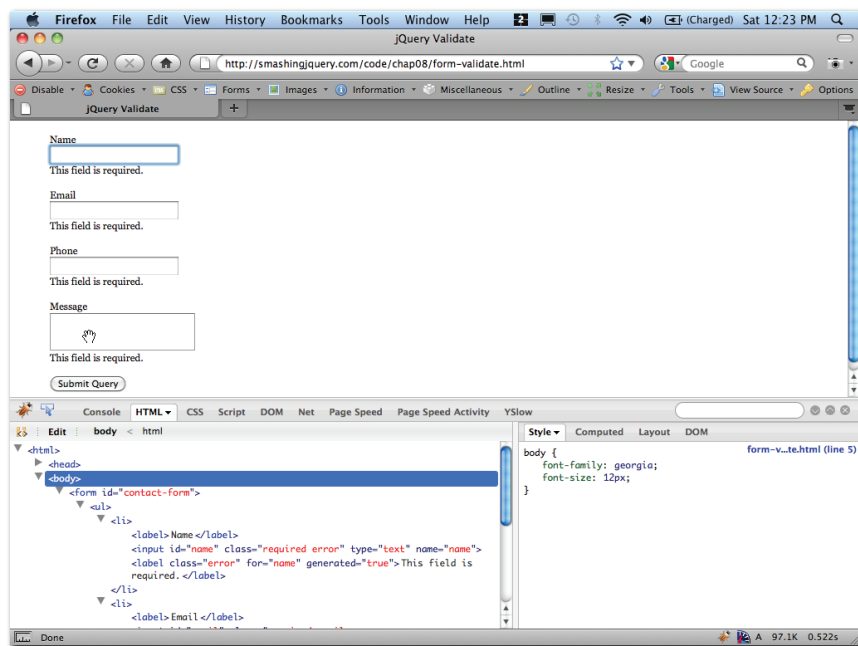 Firefox File Edit View History Bookmarks Tools Window Help 2 (Charged) Sat 12:23 PM
jQuery Validate
http://smashingjquery.com/code/chap08/form-validate.html Google
Disable Cookies CSS Forms Images Information Miscellaneous Outline Resize Tools View Source Options
jQuery Validate +
Name
This field is required.
Email
This field is required.
Phone
This field is required.
Message
This field is required.
Submit Query
Console HTML CSS Script DOM Net Page Speed Page Speed Activity YSlow
Edit body < html
Style Computed Layout DOM
<html>
<head>
<body>
<form id="contact-form">
<ul>
<li>
<label>Name</label>
<input id="name" class="required error" type="text" name="name">
<label class="error" for="name" generated="true">This field is
required.</label>
</li>
<li>
<label>Email</label>
body { form-v...te.html (line 5)
font-family: georgia;
font-size: 12px;
}
Done A 97.1K 0.522s